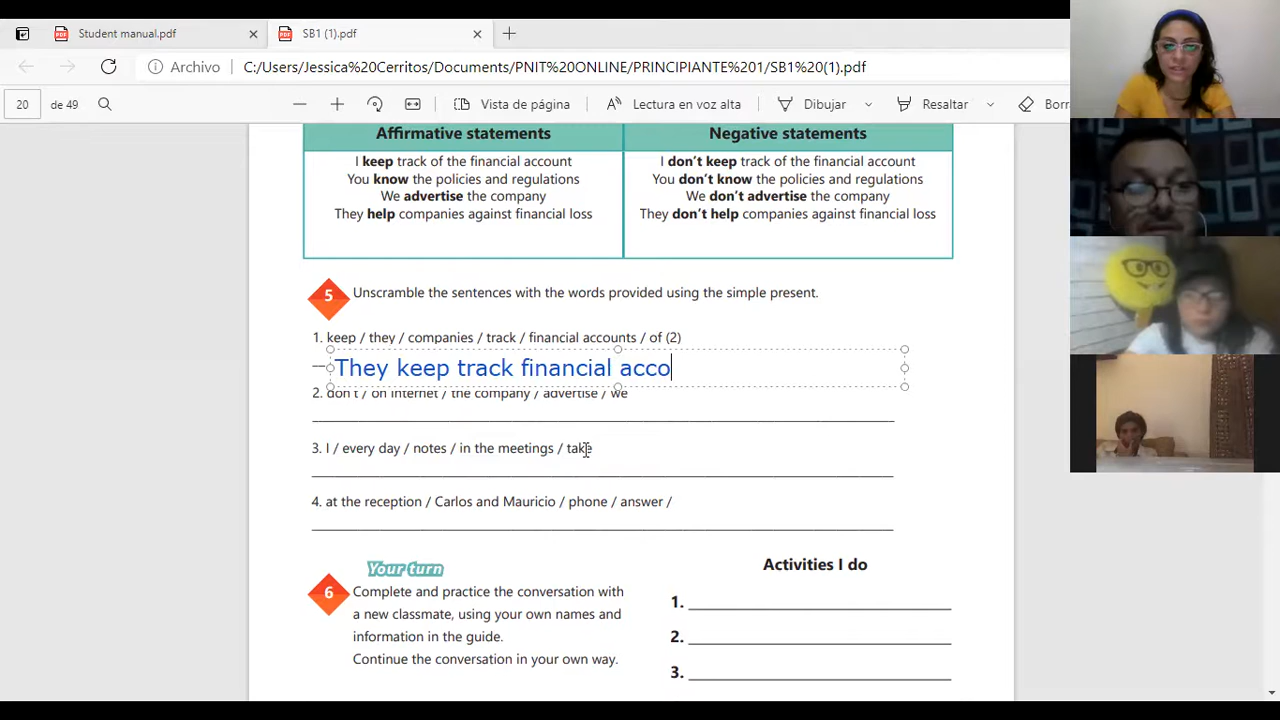 Student manual.pdf
SB1 (1).pdf
Archivo
C:/Users/Jessica%20Cerritos/Documents/PNIT%20ONLINE/PRINCIPIANTE%201/SB1%20(1).pdf
20
de 49
Vista de página
Lectura en voz alta
Dibujar
Resaltar
Borr
Affirmative statements
I keep track of the financial account
You know the policies and regulations
We advertise the company
They help companies against financial loss
Negative statements
I don't keep track of the financial account
You don't know the policies and regulations
We don't advertise the company
They don't help companies against financial loss
5 Unscramble the sentences with the words provided using the simple present.
1. keep / they / companies / track / financial accounts / of (2)
They keep track financial acco
2. don't / on internet / the company / advertise / we
3. I / every day / notes / in the meetings / take
4. at the reception / Carlos and Mauricio / phone / answer /
Your turn
6 Complete and practice the conversation with
a new classmate, using your own names and
information in the guide.
Continue the conversation in your own way.
Activities I do
1.
2.
3.